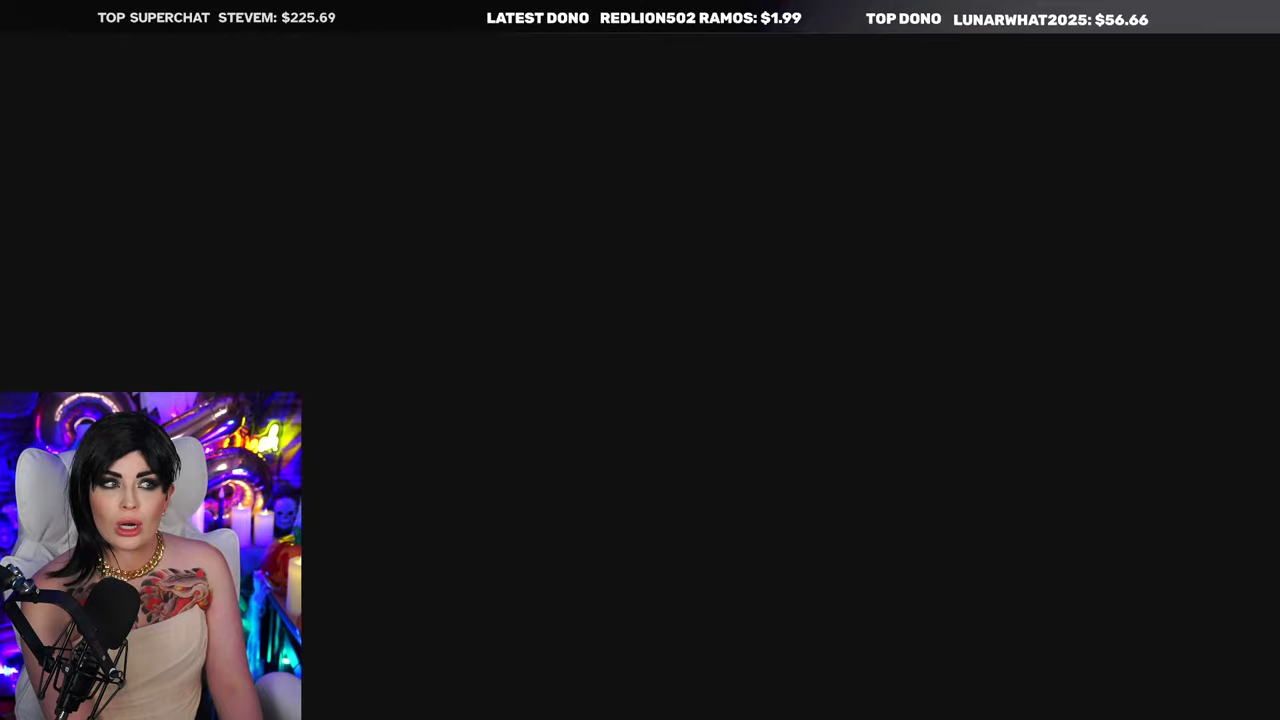 TOP SUPERCHAT STEVEM: $225.69
LATEST DONO REDLION502 RAMOS: $1.99
TOP DONO LUNARWHAT2025: $56.66